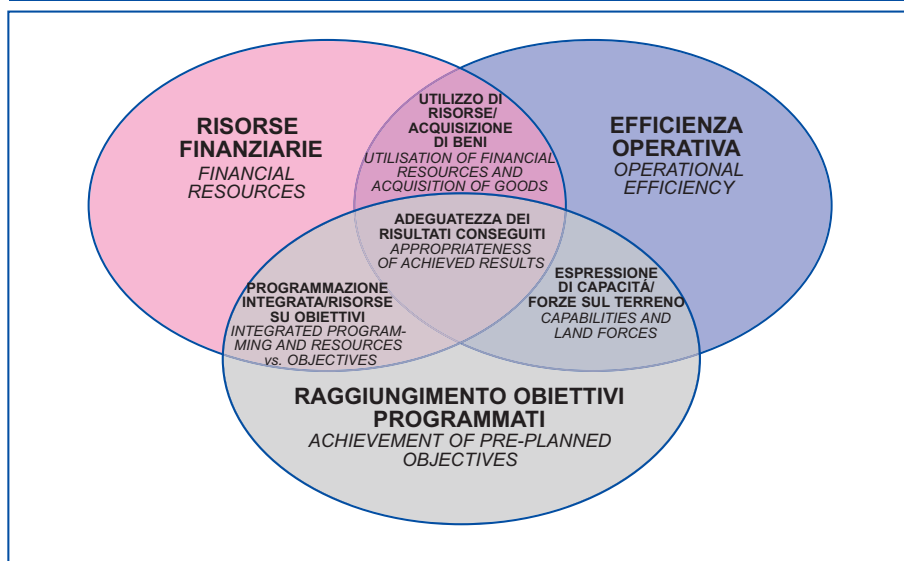 RISORSE
FINANZIARIE
FINANCIAL
RESOURCES
UTILIZZO DI
RISORSE/
ACQUISIZIONE
DI BENI
UTILISATION OF FINANCIAL
RESOURCES AND
ACQUISITION OF GOODS
EFFICIENZA
OPERATIVA
OPERATIONAL
EFFICIENCY
ADEGUATEZZA DEI
RISULTATI CONSEGUITI
APPROPRIATENESS
OF ACHIEVED RESULTS
PROGRAMMAZIONE
INTEGRATA/RISORSE
SU OBIETTIVI
INTEGRATED PROGRAM-
MING AND RESOURCES
vs. OBJECTIVES
ESPRESSIONE
DI CAPACITÁ/
FORZE SUL TERRENO
CAPABILITIES AND
LAND FORCES
RAGGIUNGIMENTO OBIETTIVI
PROGRAMMATI
ACHIEVEMENT OF PRE-PLANNED
OBJECTIVES